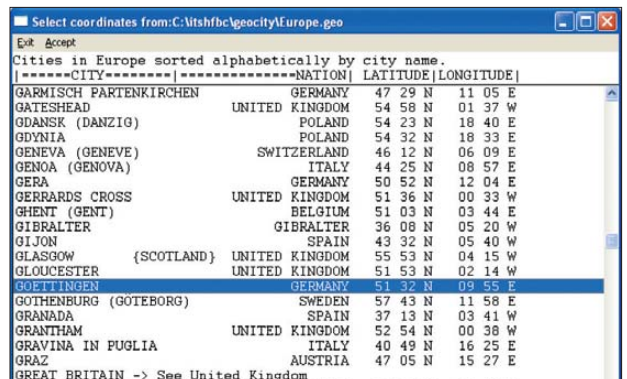 Select coordinates from:C:\itshfbc\geocity\Europe.geo
Exit Accept
Cities in Europe sorted alphabetically by city name.
|======CITY========|==============NATION| LATITUDE|LONGITUDE|
GARMISCH PARTENKIRCHEN GERMANY 47 29 N 11 05 E
GATESHEAD UNITED KINGDOM 54 58 N 01 37 W
GDANSK (DANZIG) POLAND 54 23 N 18 40 E
GDYNIA POLAND 54 32 N 18 33 E
GENEVA (GENEVE) SWITZERLAND 46 12 N 06 09 E
GENOA (GENOVA) ITALY 44 25 N 08 57 E
GERA GERMANY 50 52 N 12 04 E
GERRARDS CROSS UNITED KINGDOM 51 36 N 00 33 W
GHENT (GENT) BELGIUM 51 03 N 03 44 E
GIBRALTER GIBRALTER 36 08 N 05 20 W
GIJON SPAIN 43 32 N 05 40 W
GLASGOW {SCOTLAND} UNITED KINGDOM 55 53 N 04 15 W
GLOUCESTER UNITED KINGDOM 51 53 N 02 14 W
GOETTINGEN GERMANY 51 32 N 09 55 E
GOTHENBURG (GÖTEBORG) SWEDEN 57 43 N 11 58 E
GRANADA SPAIN 37 13 N 03 41 W
GRANTHAM UNITED KINGDOM 52 54 N 00 38 W
GRAVINA IN PUGLIA ITALY 40 49 N 16 25 E
GRAZ AUSTRIA 47 05 N 15 27 E
GREAT BRITAIN -> See United Kingdom